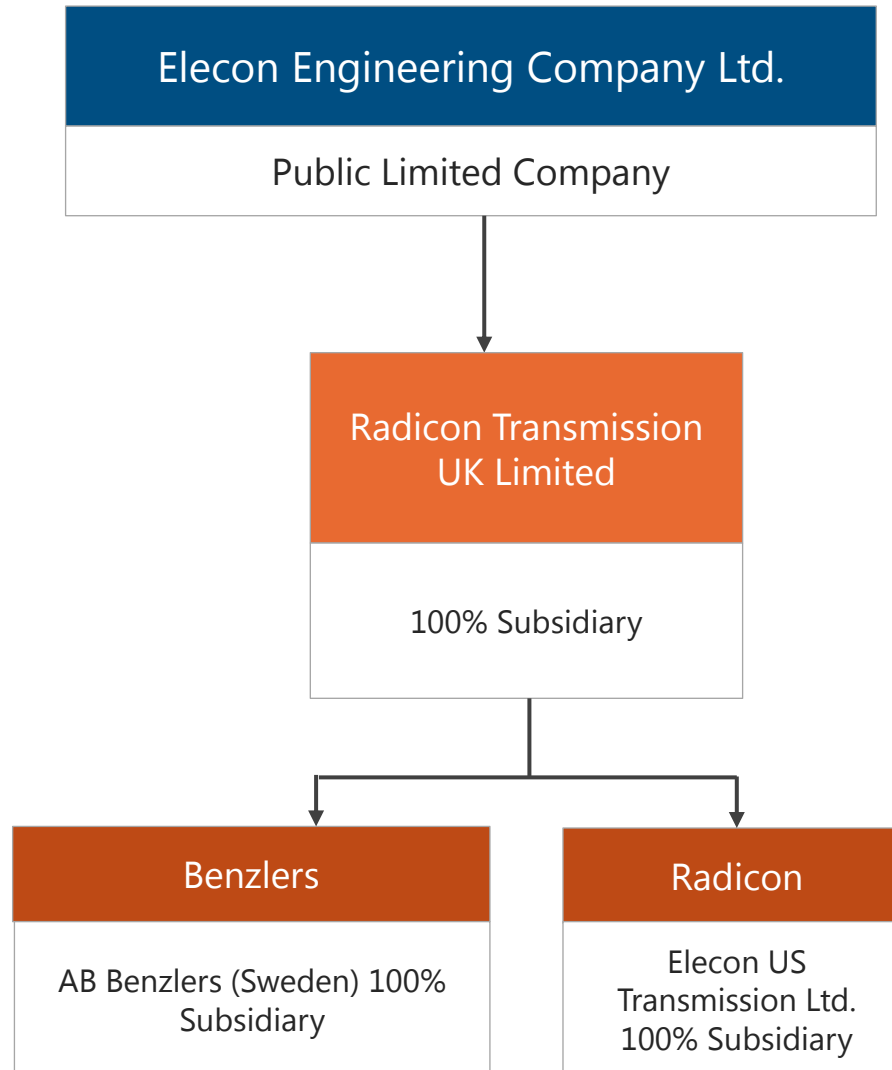 Elecon Engineering Company Ltd.
Public Limited Company
Radicon Transmission
UK Limited
100% Subsidiary
Benzlers
AB Benzlers (Sweden) 100%
Subsidiary
Radicon
Elecon US
Transmission Ltd.
100% Subsidiary